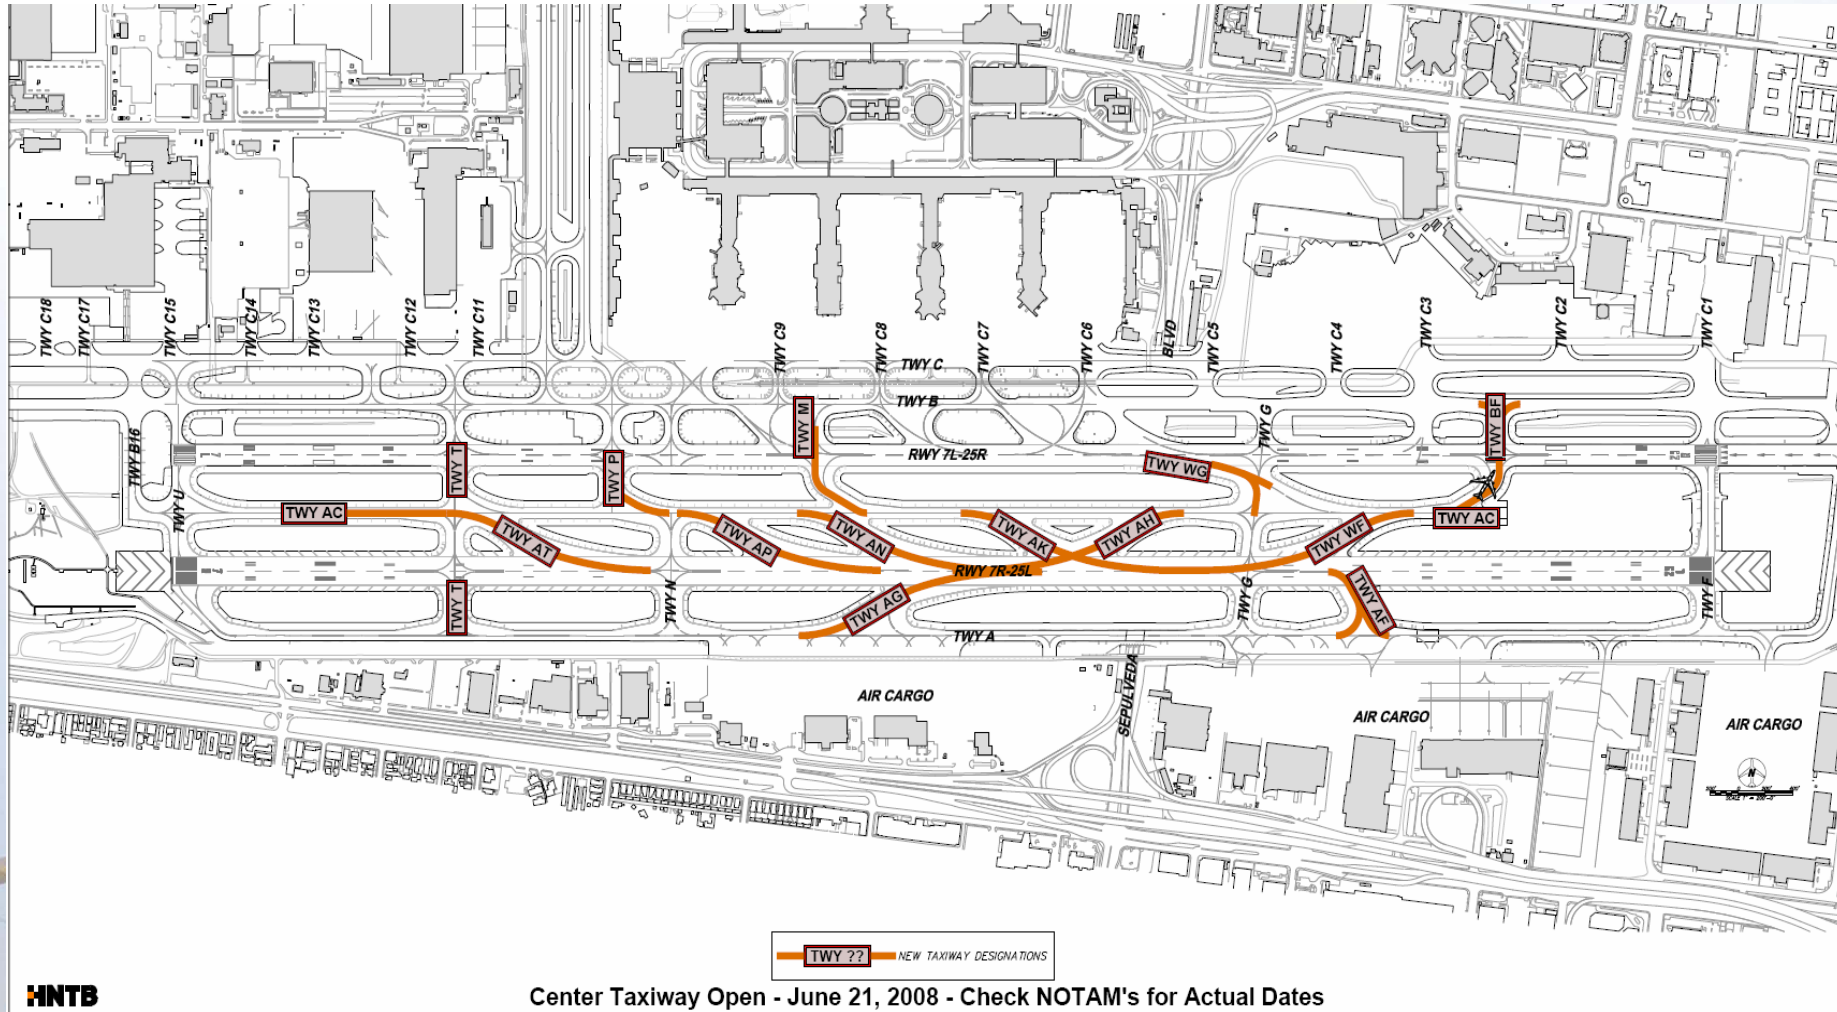 TWY C18
TWY C17
TWY C15
TWY C14
TWY C13
TWY C12
TWY C11
TWY C9
TWY C8
TWY C7
TWY C6
BLVD
TWY C5
TWY C4
TWY C3
TWY C2
TWY C1
TWY C
TWY B
TWY M
TWY G
TWY BF
TWY B16
TWY T
TWY P
RWY 7L-25R
TWY WG
TWY U
TWY AC
TWY AT
TWY AP
TWY AN
TWY AK
TWY AH
TWY WF
TWY AC
RWY 7R-25L
TWY T
TWY N
TWY AG
TWY G
TWY AF
TWY F
TWY A
SEPULVEDA
AIR CARGO
AIR CARGO
AIR CARGO
N
TWY ??
NEW TAXIWAY DESIGNATIONS
HNTB
Center Taxiway Open - June 21, 2008 - Check NOTAM's for Actual Dates